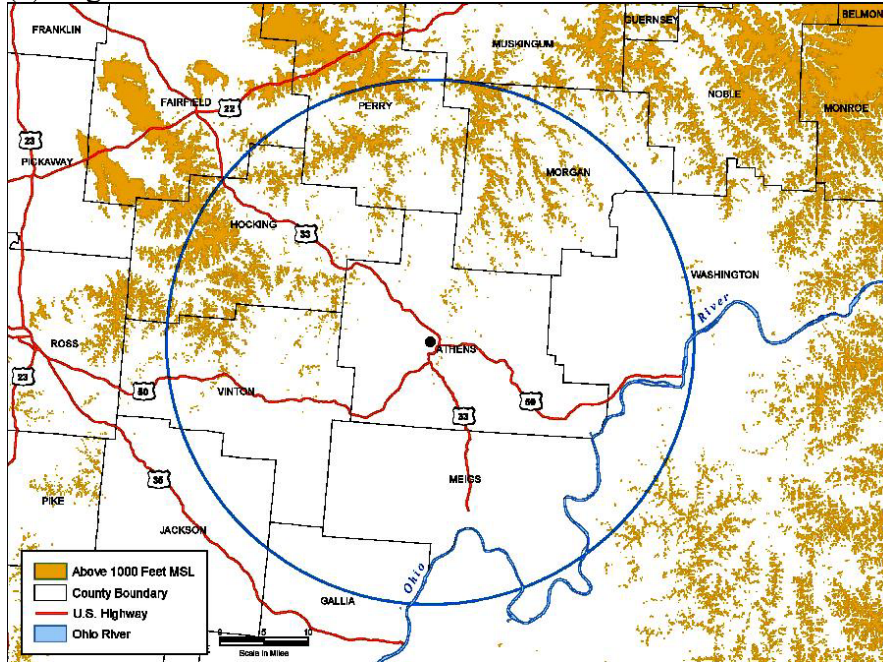 FRANKLIN
MUSKINGUM
GUERNSEY
BELMON
FAIRFIELD
22
PERRY
NOBLE
MONROE
23
PICKAWAY
MORGAN
HOCKING
33
WASHINGTON
River
ROSS
ATHENS
23
50
VINTON
33
50
MEIGS
35
PIKE
JACKSON
Ohio
GALLIA
Above 1000 Feet MSL
County Boundary
U.S. Highway
Ohio River
0 5 10
Scale in Miles